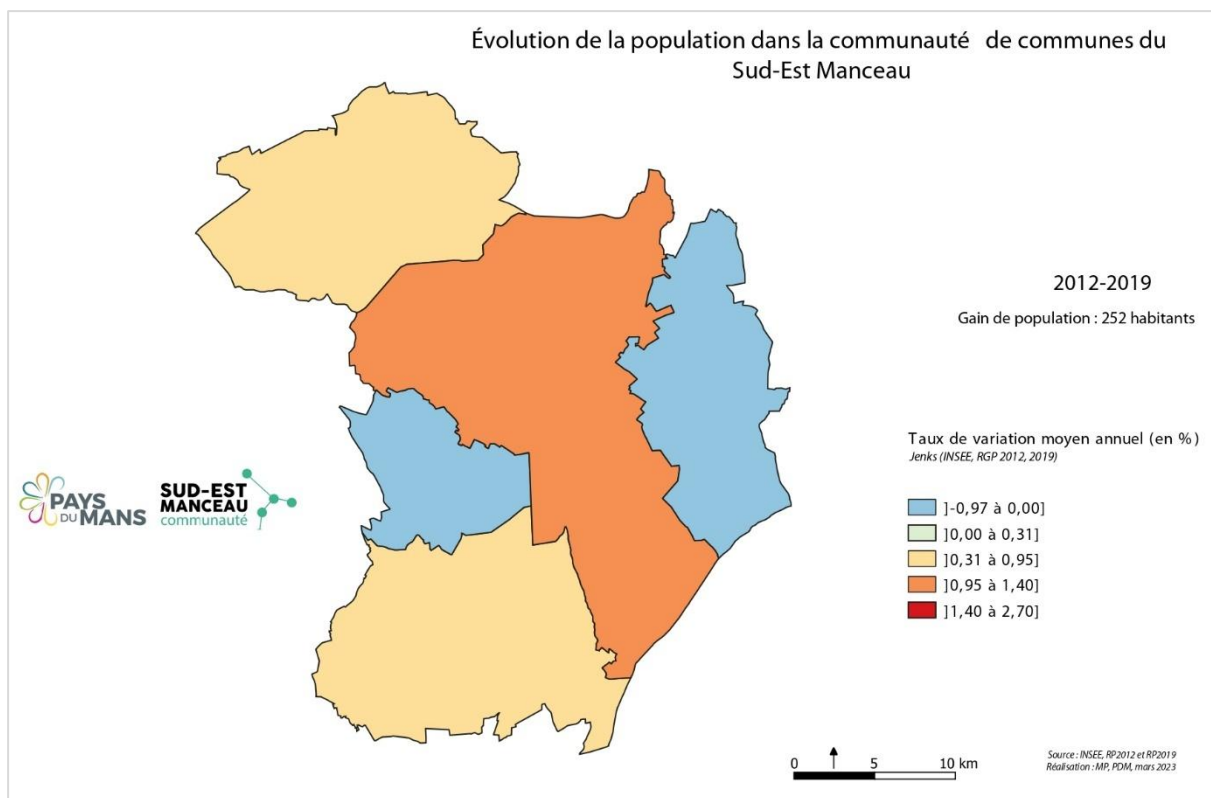 Évolution de la population dans la communauté de communes du
Sud-Est Manceau
2012-2019
Gain de population : 252 habitants
Taux de variation moyen annuel (en %)
Jenks (INSEE, RGP 2012, 2019)
]-0,97 à 0,00]
]0,00 à 0,31]
]0,31 à 0,95]
]0,95 à 1,40]
]1,40 à 2,70]
PAYS
DU MANS
SUD-EST
MANCEAU
communauté
0 5 10 km
Source : INSEE, RP2012 et RP2019
Réalisation : MP, PDM, mars 2023